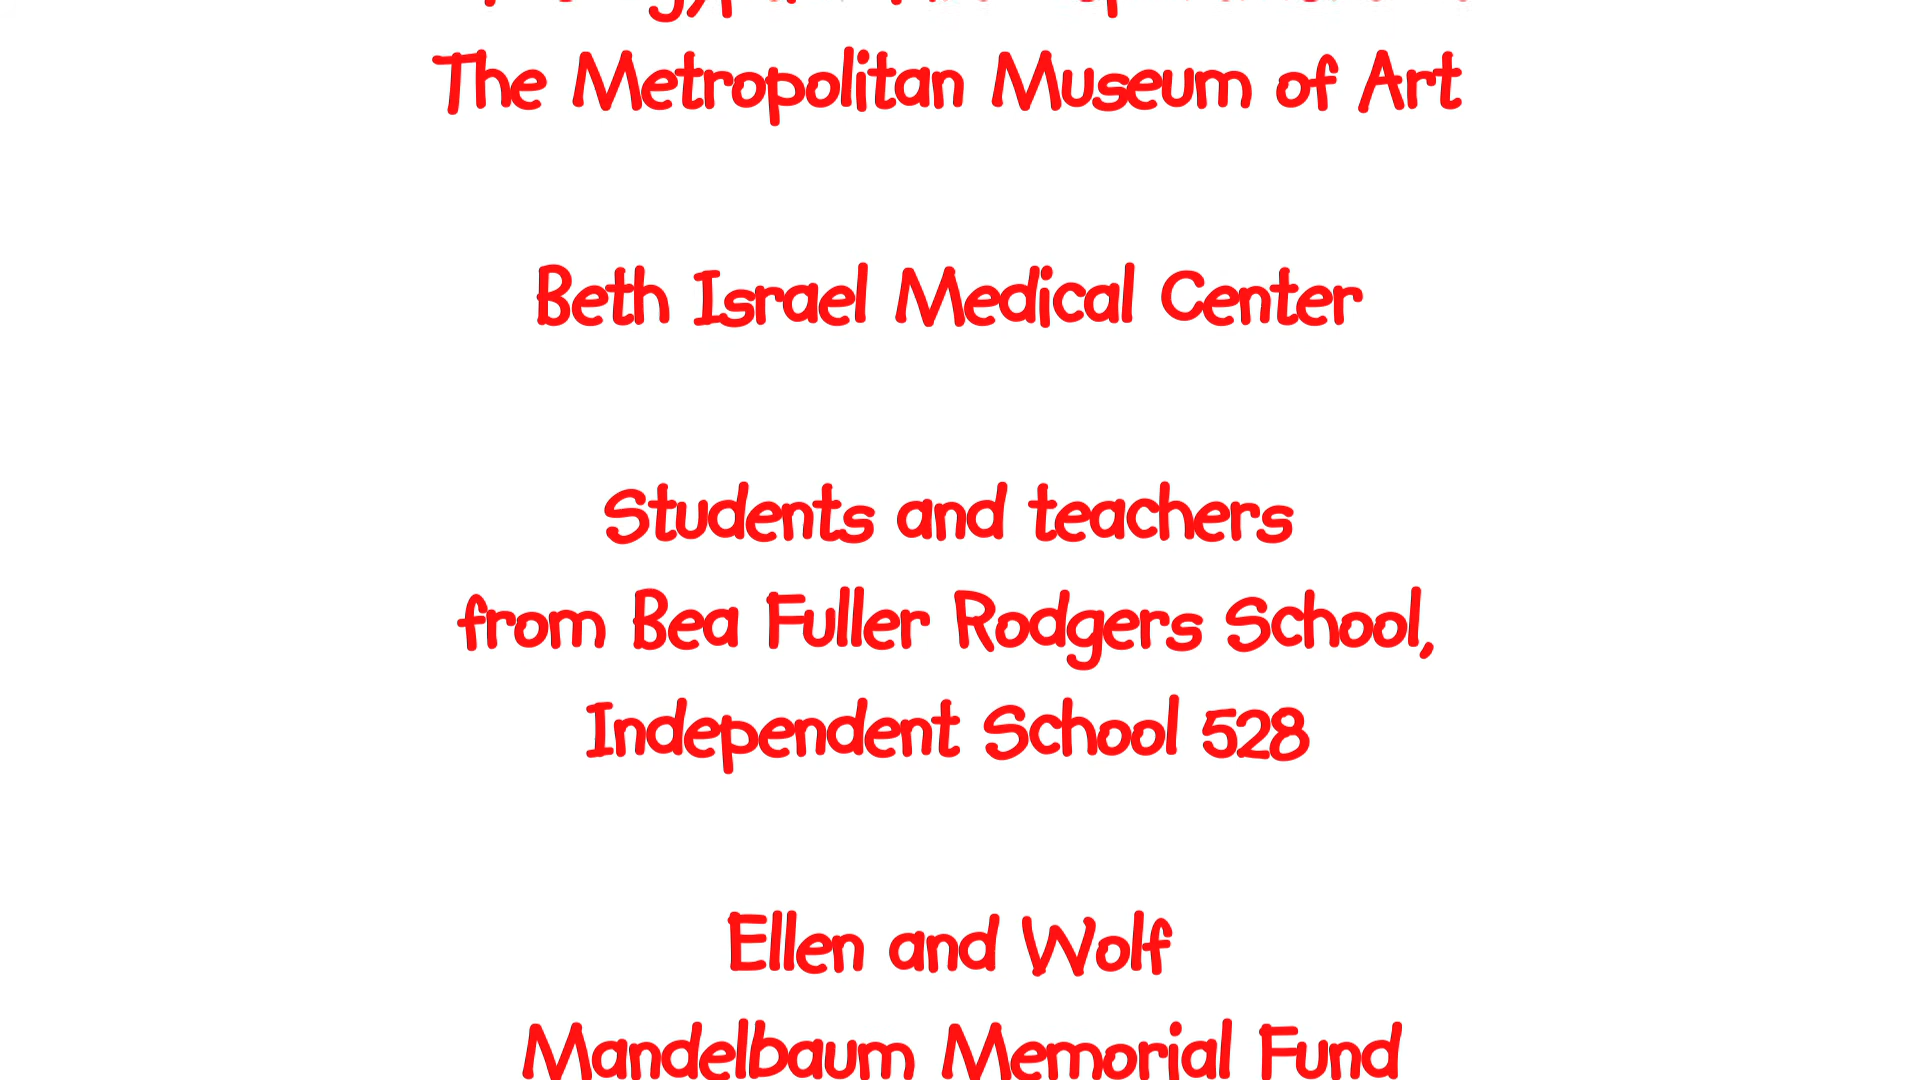 The Metropolitan Museum of Art
Beth Israel Medical Center
Students and teachers
from Bea Fuller Rodgers School,
Independent School 528
Ellen and Wolf
Mandelbaum Memorial Fund